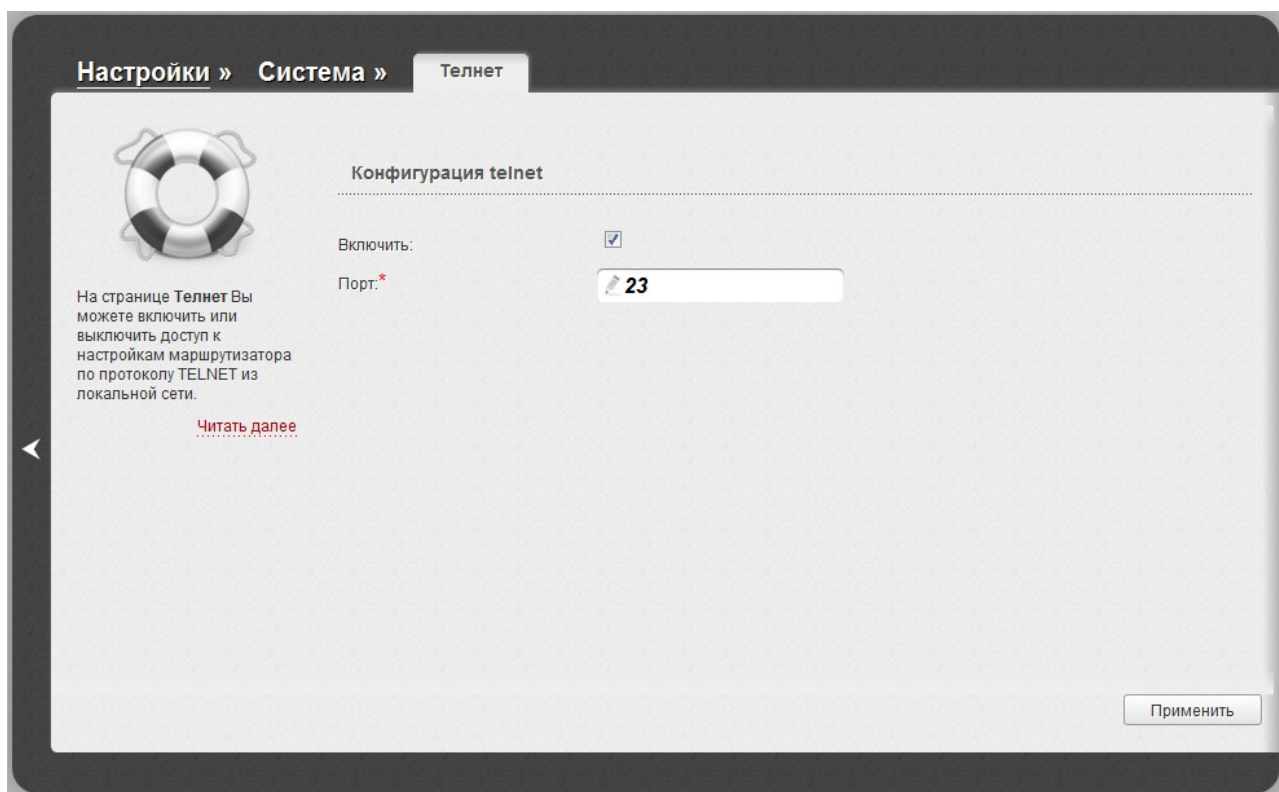 Настройки » Система » Телнет
Конфигурация telnet
Включить:
Порт:* 23
На странице Телнет Вы
можете включить или
выключить доступ к
настройкам маршрутизатора
по протоколу TELNET из
локальной сети.
Читать далее
Применить